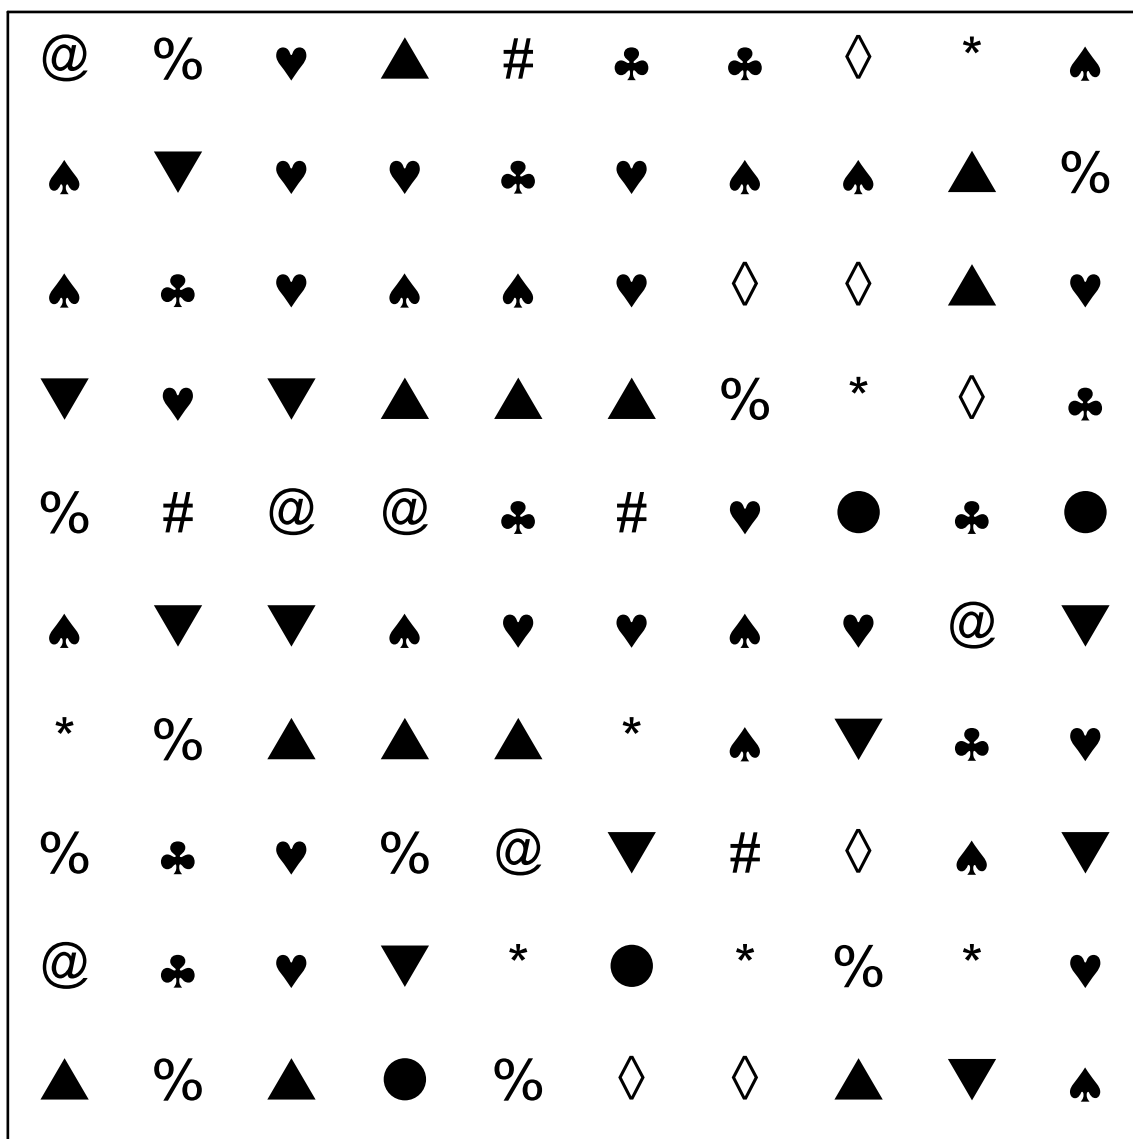 @ % ♥ ▲ # ♣ ♣ ◊ * ♠
♠ ▼ ♥ ♥ ♣ ♥ ♠ ♠ ▲ %
♠ ♣ ♥ ♠ ♠ ♥ ◊ ◊ ▲ ♥
▼ ♥ ▼ ▲ ▲ ▲ % * ◊ ♣
% # @ @ ♣ # ♥ ● ♣ ●
♠ ▼ ▼ ♠ ♥ ♥ ♠ ♥ @ ▼
* % ▲ ▲ ▲ * ♠ ▼ ♣ ♥
% ♣ ♥ % @ ▼ # ◊ ♠ ▼
@ ♣ ♥ ▼ * ● * % * ♥
▲ % ▲ ● % ◊ ◊ ▲ ▼ ♠